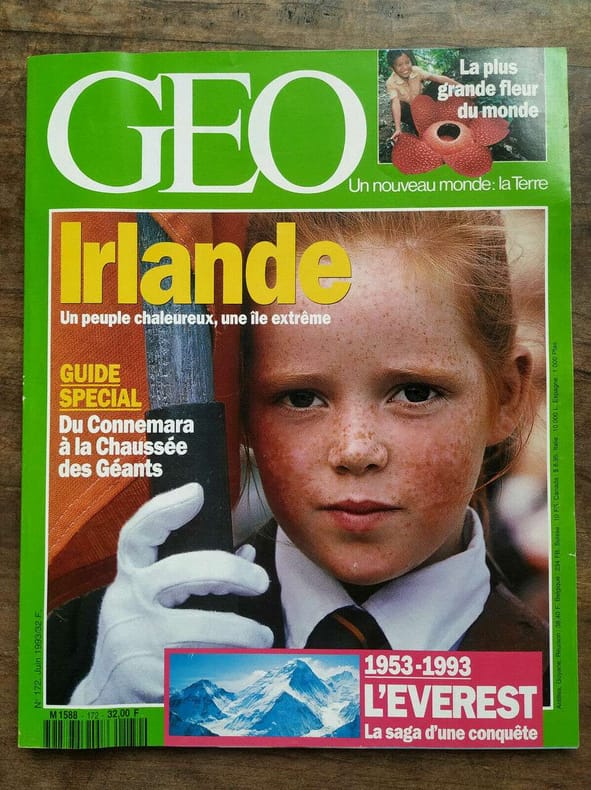 GEO
La plus
grande fleur
du monde
Un nouveau monde: la Terre
Irlande
Un peuple chaleureux, une île extrême
GUIDE
SPECIAL
Du Connemara
à la Chaussée
des Géants
N° 172. Juin 1993/32 F.
1953-1993
L'EVEREST
La saga d'une conquête
M 1588 - 172 - 32,00 F